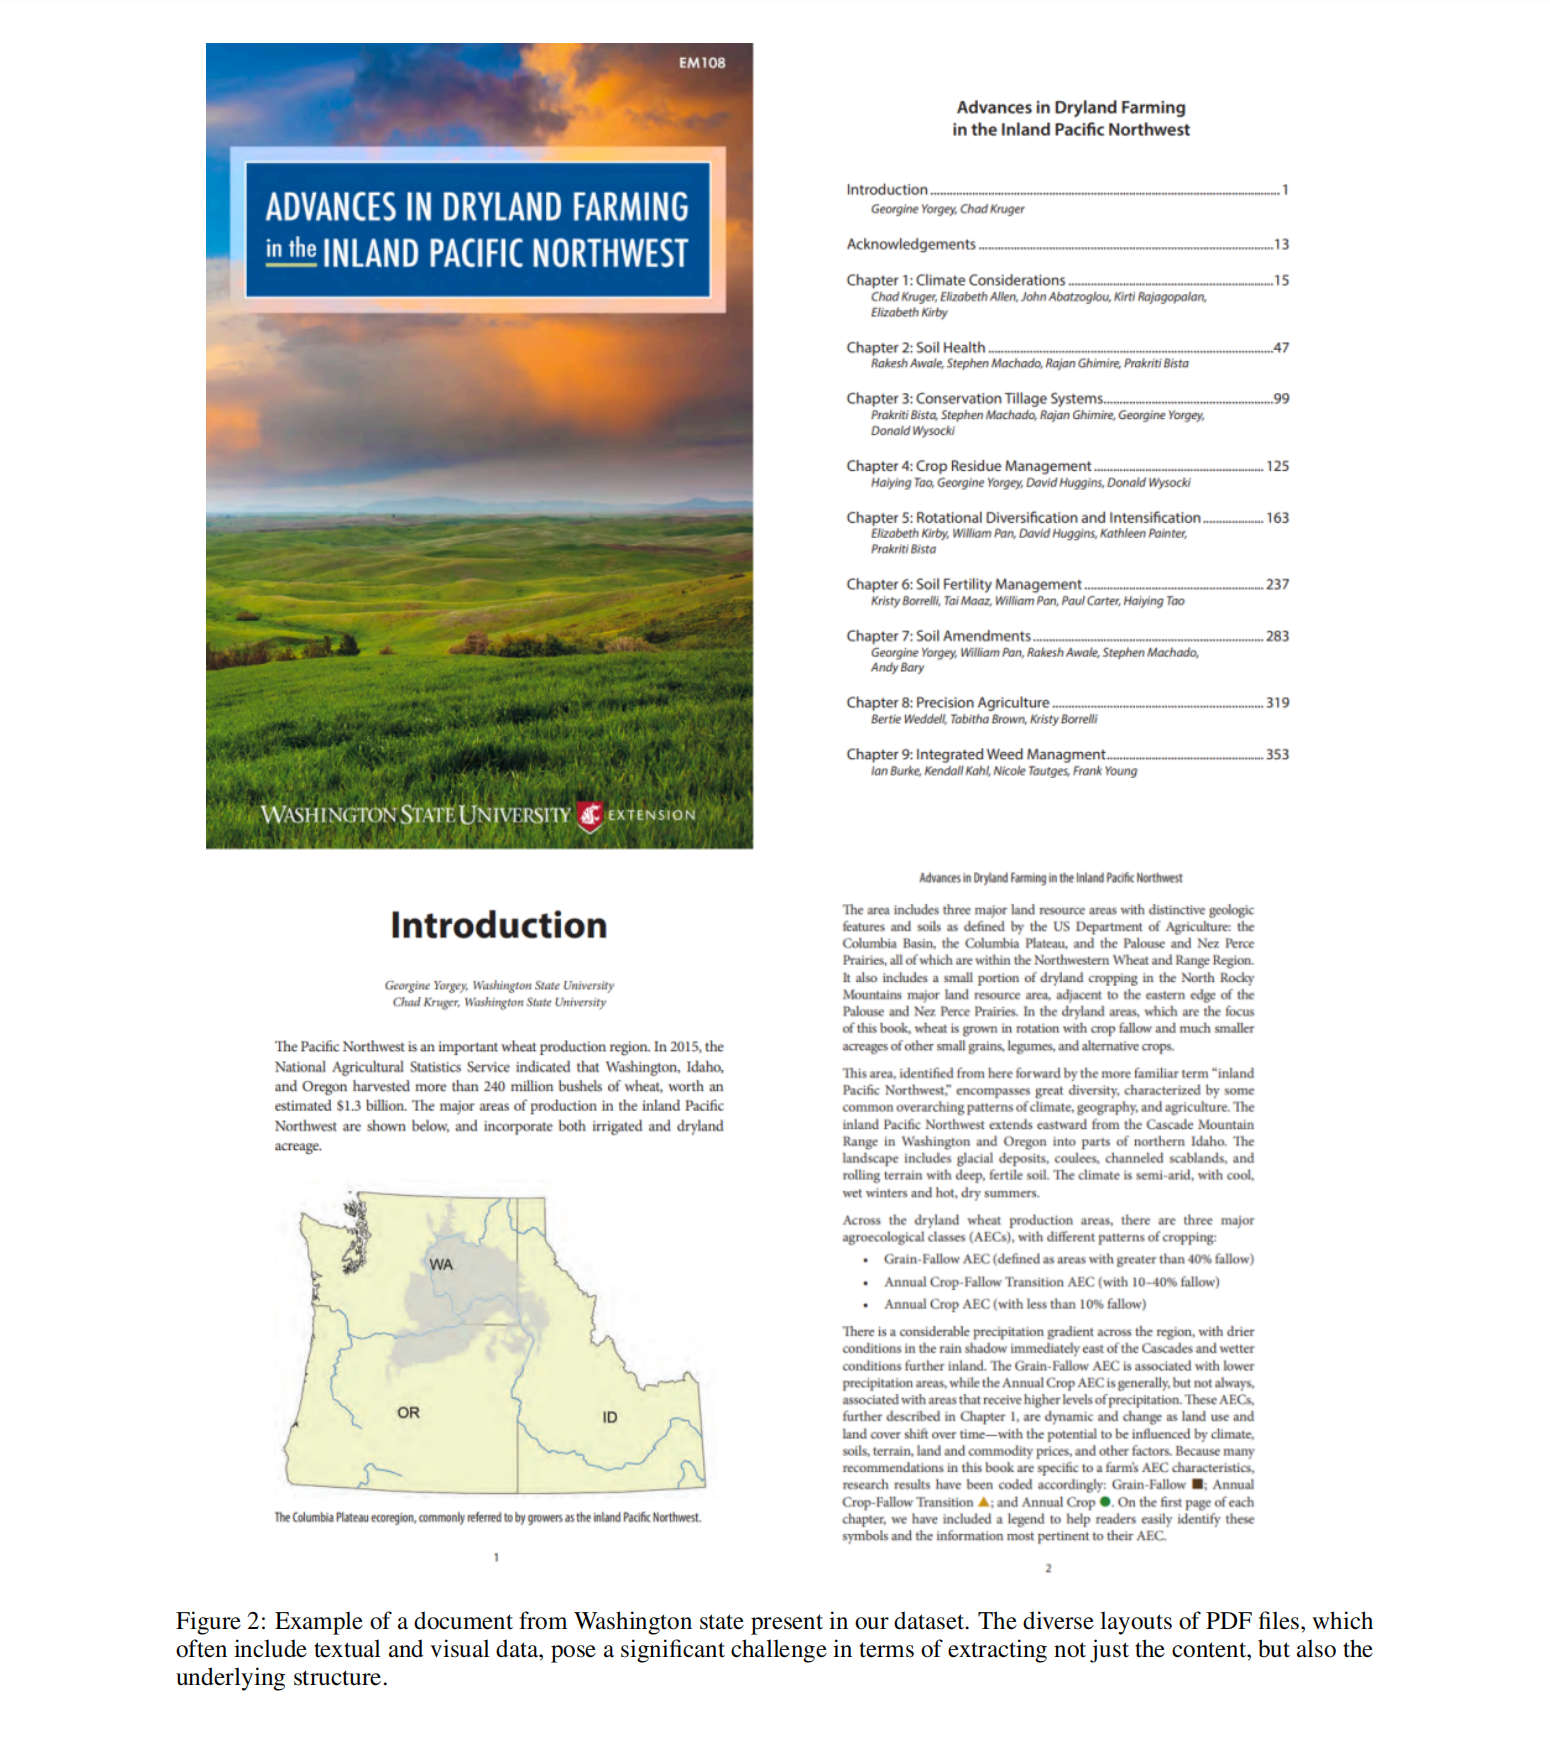 EM108
ADVANCES IN DRYLAND FARMING
in the INLAND PACIFIC NORTHWEST
WASHINGTON STATE UNIVERSITY EXTENSION
Advances in Dryland Farming
in the Inland Pacific Northwest
Introduction 1
Georgine Yorgey, Chad Kruger
Acknowledgements 13
Chapter 1: Climate Considerations 15
Chad Kruger, Elizabeth Allen, John Abatzoglou, Kirti Rajagopalan,
Elizabeth Kirby
Chapter 2: Soil Health 47
Rakesh Awale, Stephen Machado, Rajan Ghimire, Prakriti Bista
Chapter 3: Conservation Tillage Systems 99
Prakriti Bista, Stephen Machado, Rajan Ghimire, Georgine Yorgey,
Donald Wysocki
Chapter 4: Crop Residue Management 125
Haiying Tao, Georgine Yorgey, David Huggins, Donald Wysocki
Chapter 5: Rotational Diversification and Intensification 163
Elizabeth Kirby, William Pan, David Huggins, Kathleen Painter,
Prakriti Bista
Chapter 6: Soil Fertility Management 237
Kristy Borrelli, Tai Maaz, William Pan, Paul Carter, Haiying Tao
Chapter 7: Soil Amendments 283
Georgine Yorgey, William Pan, Rakesh Awale, Stephen Machado,
Andy Bary
Chapter 8: Precision Agriculture 319
Bertie Weddell, Tabitha Brown, Kristy Borrelli
Chapter 9: Integrated Weed Managment 353
Ian Burke, Kendall Kahl, Nicole Tautges, Frank Young
Introduction
Georgine Yorgey, Washington State University
Chad Kruger, Washington State University
The Pacific Northwest is an important wheat production region. In 2015, the
National Agricultural Statistics Service indicated that Washington, Idaho,
and Oregon harvested more than 240 million bushels of wheat, worth an
estimated $1.3 billion. The major areas of production in the inland Pacific
Northwest are shown below, and incorporate both irrigated and dryland
acreage.
WA
OR
ID
The Columbia Plateau ecoregion, commonly referred to by growers as the inland Pacific Northwest.
1
Advances in Dryland Farming in the Inland Pacific Northwest
The area includes three major land resource areas with distinctive geologic
features and soils as defined by the US Department of Agriculture: the
Columbia Basin, the Columbia Plateau, and the Palouse and Nez Perce
Prairies, all of which are within the Northwestern Wheat and Range Region.
It also includes a small portion of dryland cropping in the North Rocky
Mountains major land resource area, adjacent to the eastern edge of the
Palouse and Nez Perce Prairies. In the dryland areas, which are the focus
of this book, wheat is grown in rotation with crop fallow and much smaller
acreages of other small grains, legumes, and alternative crops.
This area, identified from here forward by the more familiar term "inland
Pacific Northwest," encompasses great diversity, characterized by some
common overarching patterns of climate, geography, and agriculture. The
inland Pacific Northwest extends eastward from the Cascade Mountain
Range in Washington and Oregon into parts of northern Idaho. The
landscape includes glacial deposits, coulees, channeled scablands, and
rolling terrain with deep, fertile soil. The climate is semi-arid, with cool,
wet winters and hot, dry summers.
Across the dryland wheat production areas, there are three major
agroecological classes (AECs), with different patterns of cropping:
• Grain-Fallow AEC (defined as areas with greater than 40% fallow)
• Annual Crop-Fallow Transition AEC (with 10–40% fallow)
• Annual Crop AEC (with less than 10% fallow)
There is a considerable precipitation gradient across the region, with drier
conditions in the rain shadow immediately east of the Cascades and wetter
conditions further inland. The Grain-Fallow AEC is associated with lower
precipitation areas, while the Annual Crop AEC is generally, but not always,
associated with areas that receive higher levels of precipitation. These AECs,
further described in Chapter 1, are dynamic and change as land use and
land cover shift over time—with the potential to be influenced by climate,
soils, terrain, land and commodity prices, and other factors. Because many
recommendations in this book are specific to a farm's AEC characteristics,
research results have been coded accordingly: Grain-Fallow ■; Annual
Crop-Fallow Transition ▲; and Annual Crop ●. On the first page of each
chapter, we have included a legend to help readers easily identify these
symbols and the information most pertinent to their AEC.
2
Figure 2: Example of a document from Washington state present in our dataset. The diverse layouts of PDF files, which
often include textual and visual data, pose a significant challenge in terms of extracting not just the content, but also the
underlying structure.